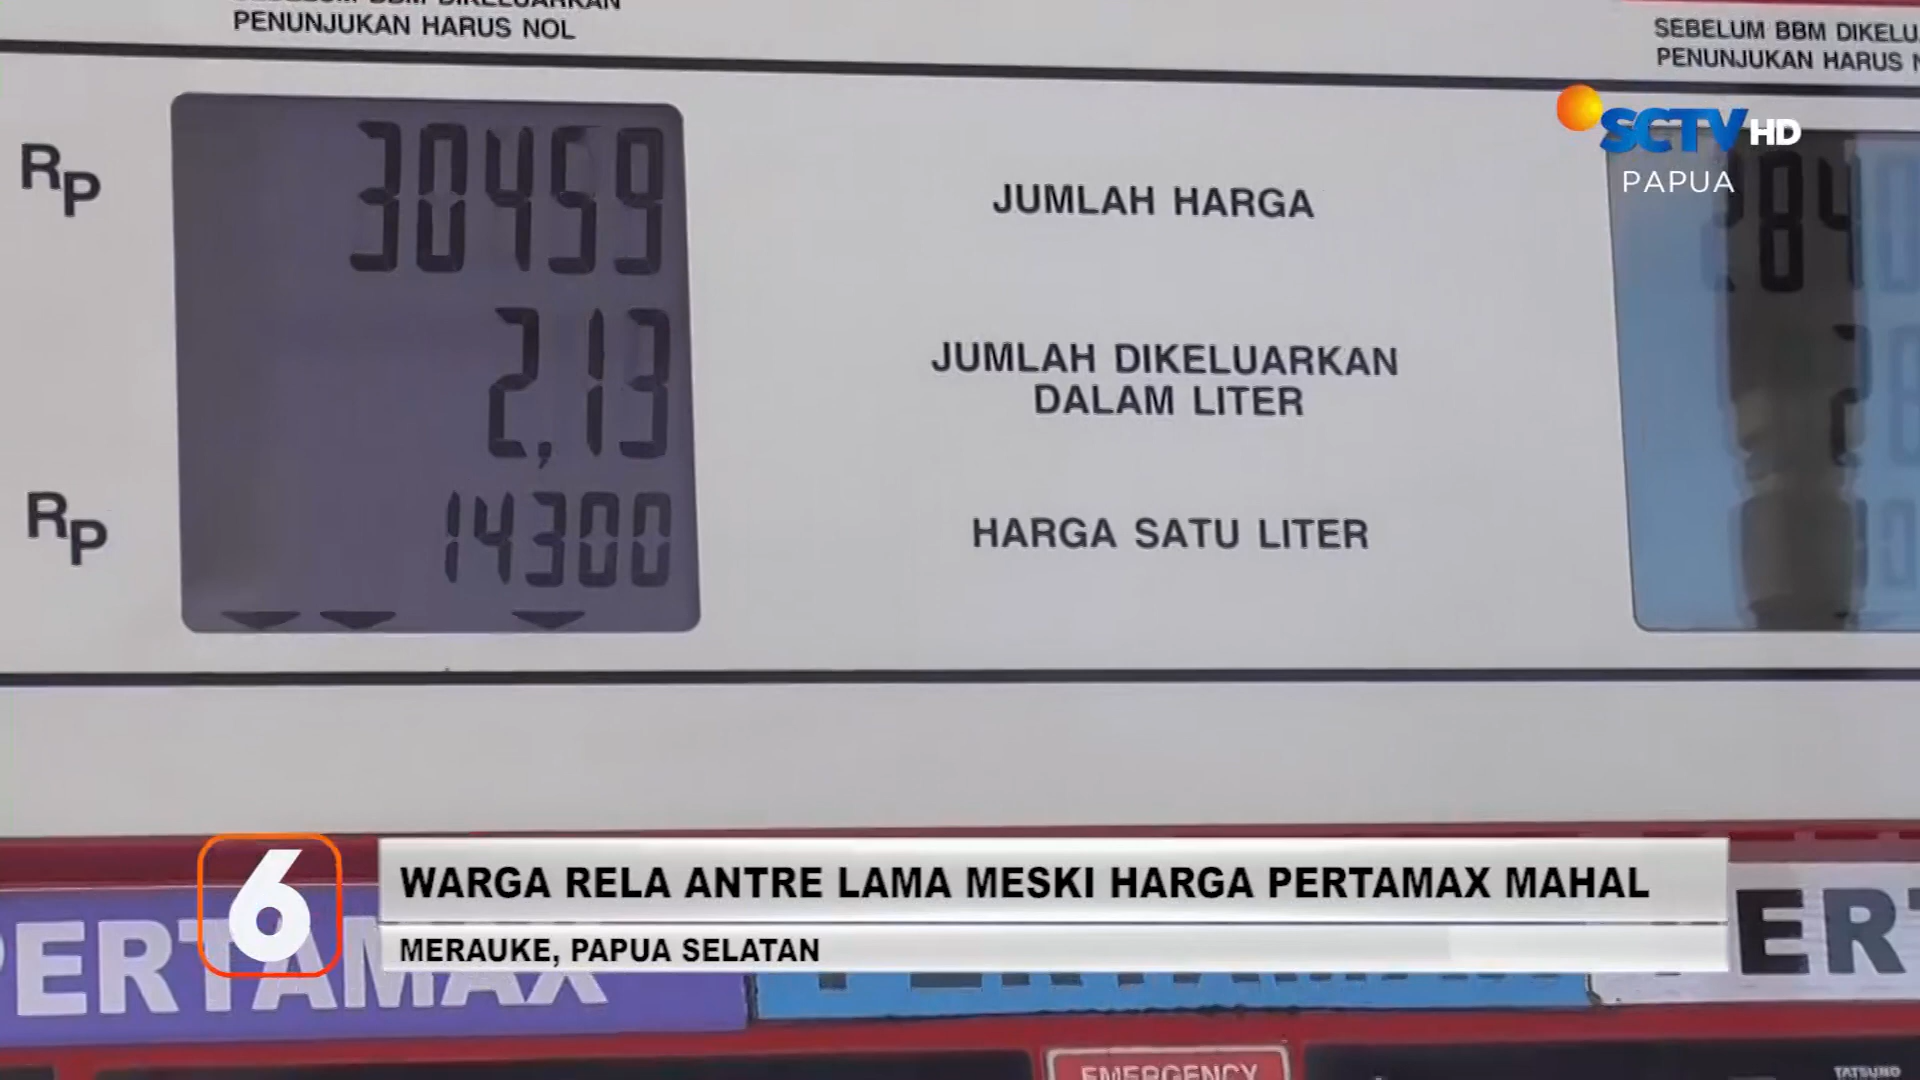 PENUNJUKAN HARUS NOL
SEBELUM BBM
PENUNJUKAN HARUS
SCTV HD
PAPUA
RP
30459
JUMLAH HARGA
2,13
JUMLAH DIKELUARKAN
DALAM LITER
RP
14300
HARGA SATU LITER
6
WARGA RELA ANTRE LAMA MESKI HARGA PERTAMAX MAHAL
MERAUKE, PAPUA SELATAN
PERTAMAX
EMERGENCY
TATSUNO